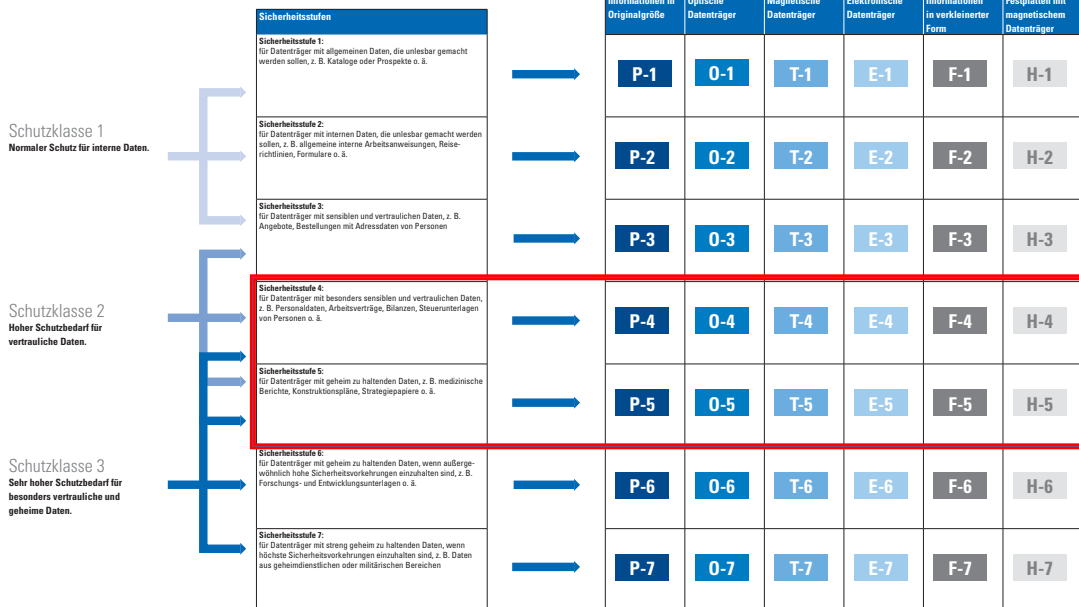 Sicherheitsstufen
Informationen in
Originalgröße
Optische
Datenträger
Magnetische
Datenträger
Elektronische
Datenträger
Informationen
in verkleinerter
Form
Festplatten mit
magnetischem
Datenträger
Schutzklasse 1
Normaler Schutz für interne Daten.
Schutzklasse 2
Hoher Schutzbedarf für
vertrauliche Daten.
Schutzklasse 3
Sehr hoher Schutzbedarf für
besonders vertrauliche und
geheime Daten.
Sicherheitsstufe 1:
für Datenträger mit allgemeinen Daten, die unlesbar gemacht
werden sollen, z. B. Kataloge oder Prospekte o. ä.
P-1 O-1 T-1 E-1 F-1 H-1
Sicherheitsstufe 2:
für Datenträger mit internen Daten, die unlesbar gemacht werden
sollen, z. B. allgemeine interne Arbeitsanweisungen, Reise-
richtlinien, Formulare o. ä.
P-2 O-2 T-2 E-2 F-2 H-2
Sicherheitsstufe 3:
für Datenträger mit sensiblen und vertraulichen Daten, z. B.
Angebote, Bestellungen mit Adressdaten von Personen
P-3 O-3 T-3 E-3 F-3 H-3
Sicherheitsstufe 4:
für Datenträger mit besonders sensiblen und vertraulichen Daten,
z. B. Personaldaten, Arbeitsverträge, Bilanzen, Steuerunterlagen
von Personen o. ä.
P-4 O-4 T-4 E-4 F-4 H-4
Sicherheitsstufe 5:
für Datenträger mit geheim zu haltenden Daten, z. B. medizinische
Berichte, Konstruktionspläne, Strategiepapiere o. ä.
P-5 O-5 T-5 E-5 F-5 H-5
Sicherheitsstufe 6:
für Datenträger mit geheim zu haltenden Daten, wenn außerge-
wöhnlich hohe Sicherheitsvorkehrungen einzuhalten sind, z. B.
Forschungs- und Entwicklungsunterlagen o. ä.
P-6 O-6 T-6 E-6 F-6 H-6
Sicherheitsstufe 7:
für Datenträger mit streng geheim zu haltenden Daten, wenn
höchste Sicherheitsvorkehrungen einzuhalten sind, z. B. Daten
aus geheimdienstlichen oder militärischen Bereichen
P-7 O-7 T-7 E-7 F-7 H-7